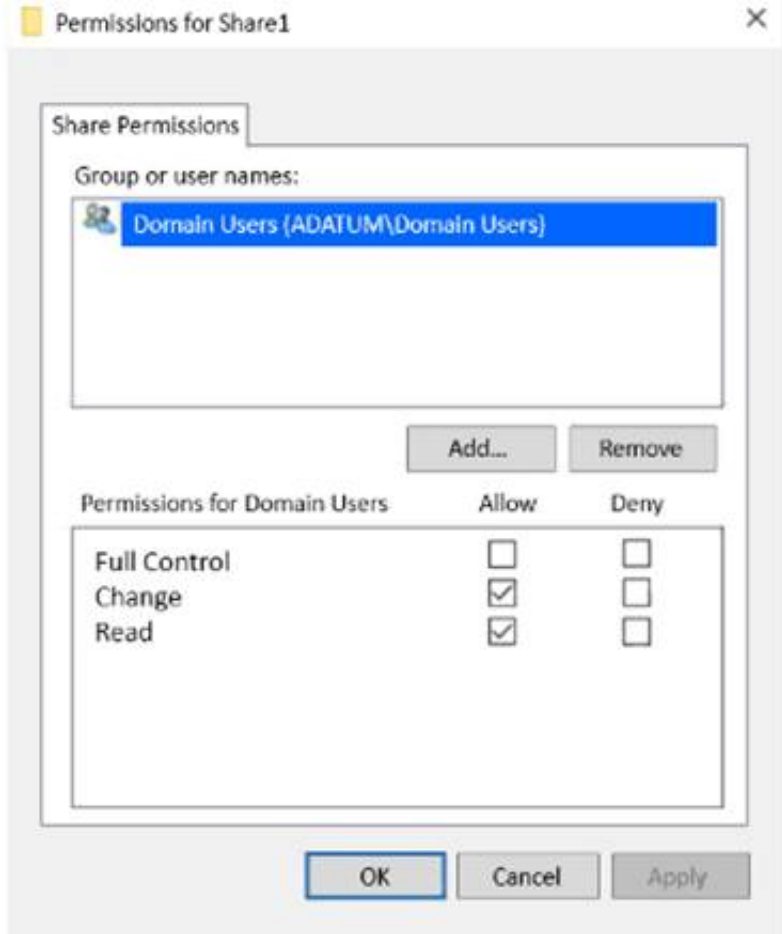 Permissions for Share1
Share Permissions
Group or user names:
Domain Users (ADATUM\Domain Users)
Add... Remove
Permissions for Domain Users Allow Deny
Full Control
Change
Read
OK Cancel Apply